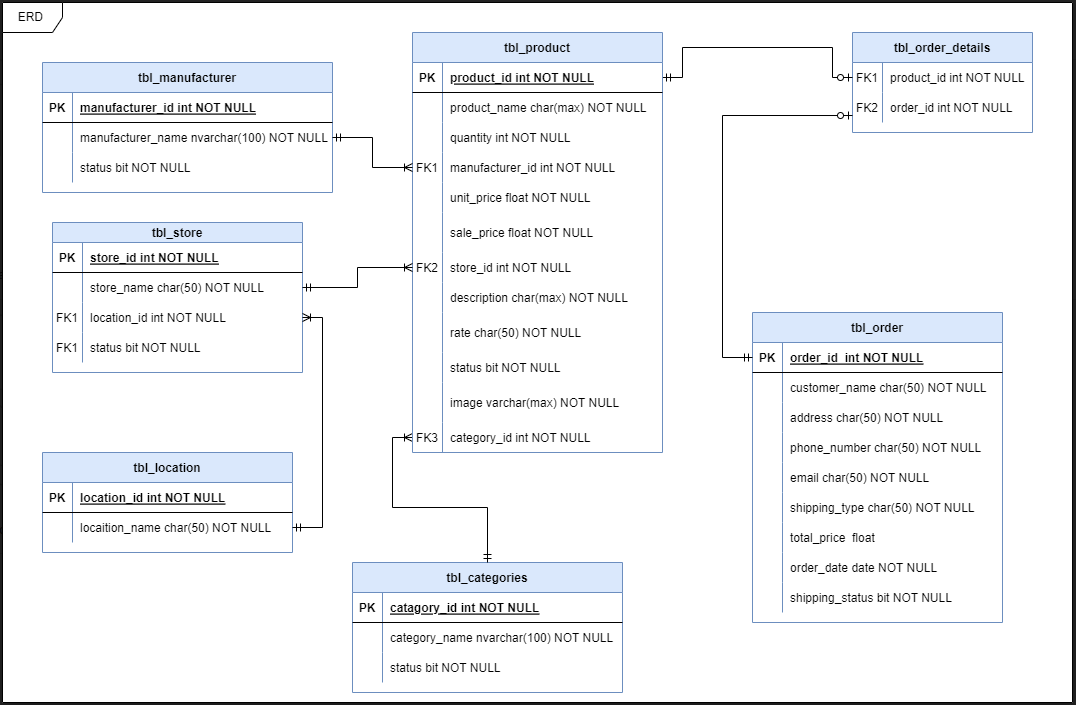 ERD
tbl_manufacturer
PK manufacturer_id int NOT NULL
manufacturer_name nvarchar(100) NOT NULL
status bit NOT NULL
tbl_store
PK store_id int NOT NULL
store_name char(50) NOT NULL
FK1 location_id int NOT NULL
FK1 status bit NOT NULL
tbl_location
PK location_id int NOT NULL
locaition_name char(50) NOT NULL
tbl_product
PK product_id int NOT NULL
product_name char(max) NOT NULL
quantity int NOT NULL
FK1 manufacturer_id int NOT NULL
unit_price float NOT NULL
sale_price float NOT NULL
FK2 store_id int NOT NULL
description char(max) NOT NULL
rate char(50) NOT NULL
status bit NOT NULL
image varchar(max) NOT NULL
FK3 category_id int NOT NULL
tbl_categories
PK catagory_id int NOT NULL
category_name nvarchar(100) NOT NULL
status bit NOT NULL
tbl_order_details
FK1 product_id int NOT NULL
FK2 order_id int NOT NULL
tbl_order
PK order_id int NOT NULL
customer_name char(50) NOT NULL
address char(50) NOT NULL
phone_number char(50) NOT NULL
email char(50) NOT NULL
shipping_type char(50) NOT NULL
total_price float
order_date date NOT NULL
shipping_status bit NOT NULL